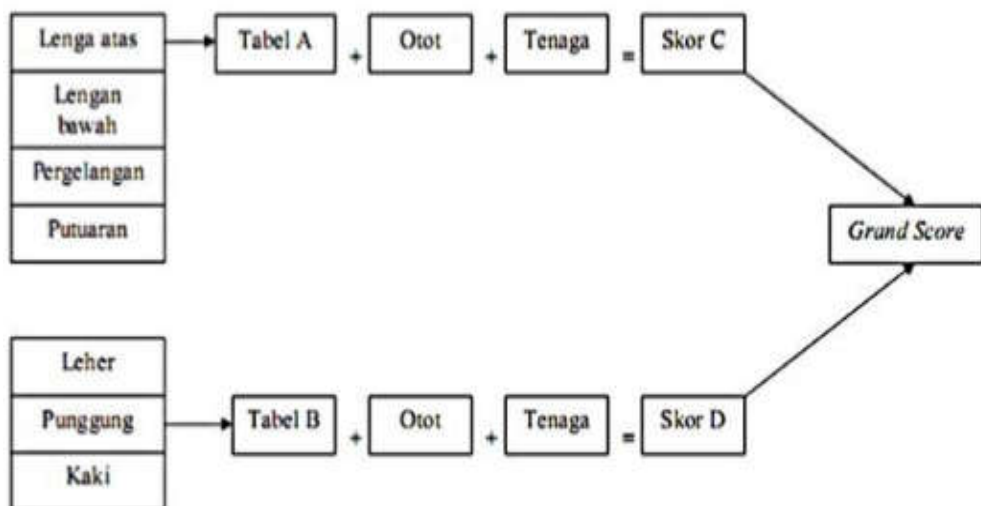 Lenga atas
Tabel A + Otot + Tenaga = Skor C
Lengan
bawah
Pergelangan
Putuaran
Grand Score
Leher
Punggung
Tabel B + Otot + Tenaga = Skor D
Kaki